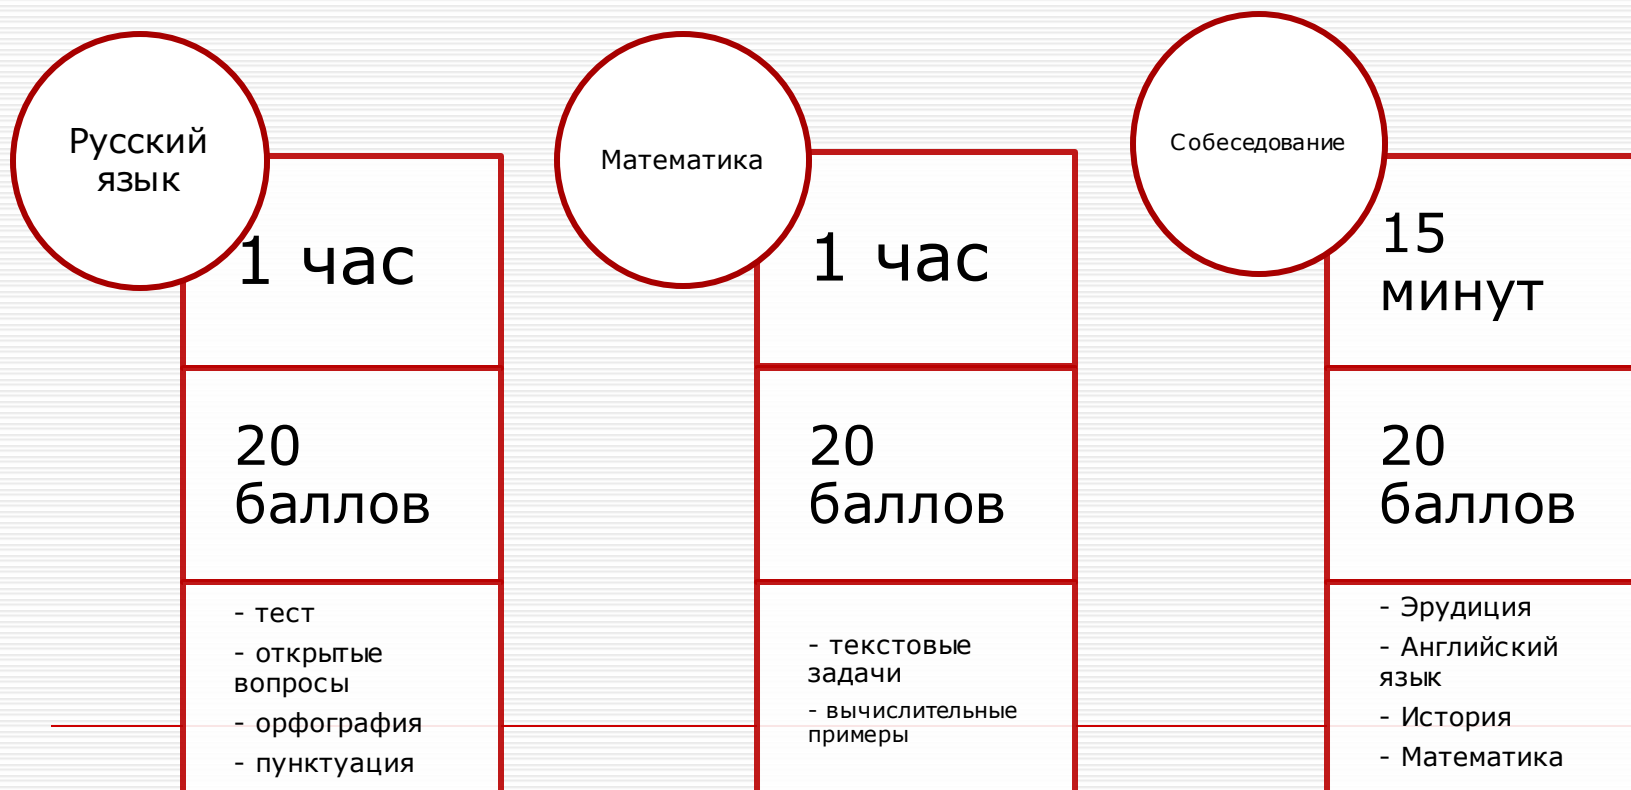 Русский
язык
1 час
20
баллов
- тест
- открытые
вопросы
- орфография
- пунктуация
Математика
1 час
20
баллов
- текстовые
задачи
- вычислительные
примеры
Собеседование
15
минут
20
баллов
- Эрудиция
- Английский
язык
- История
- Математика